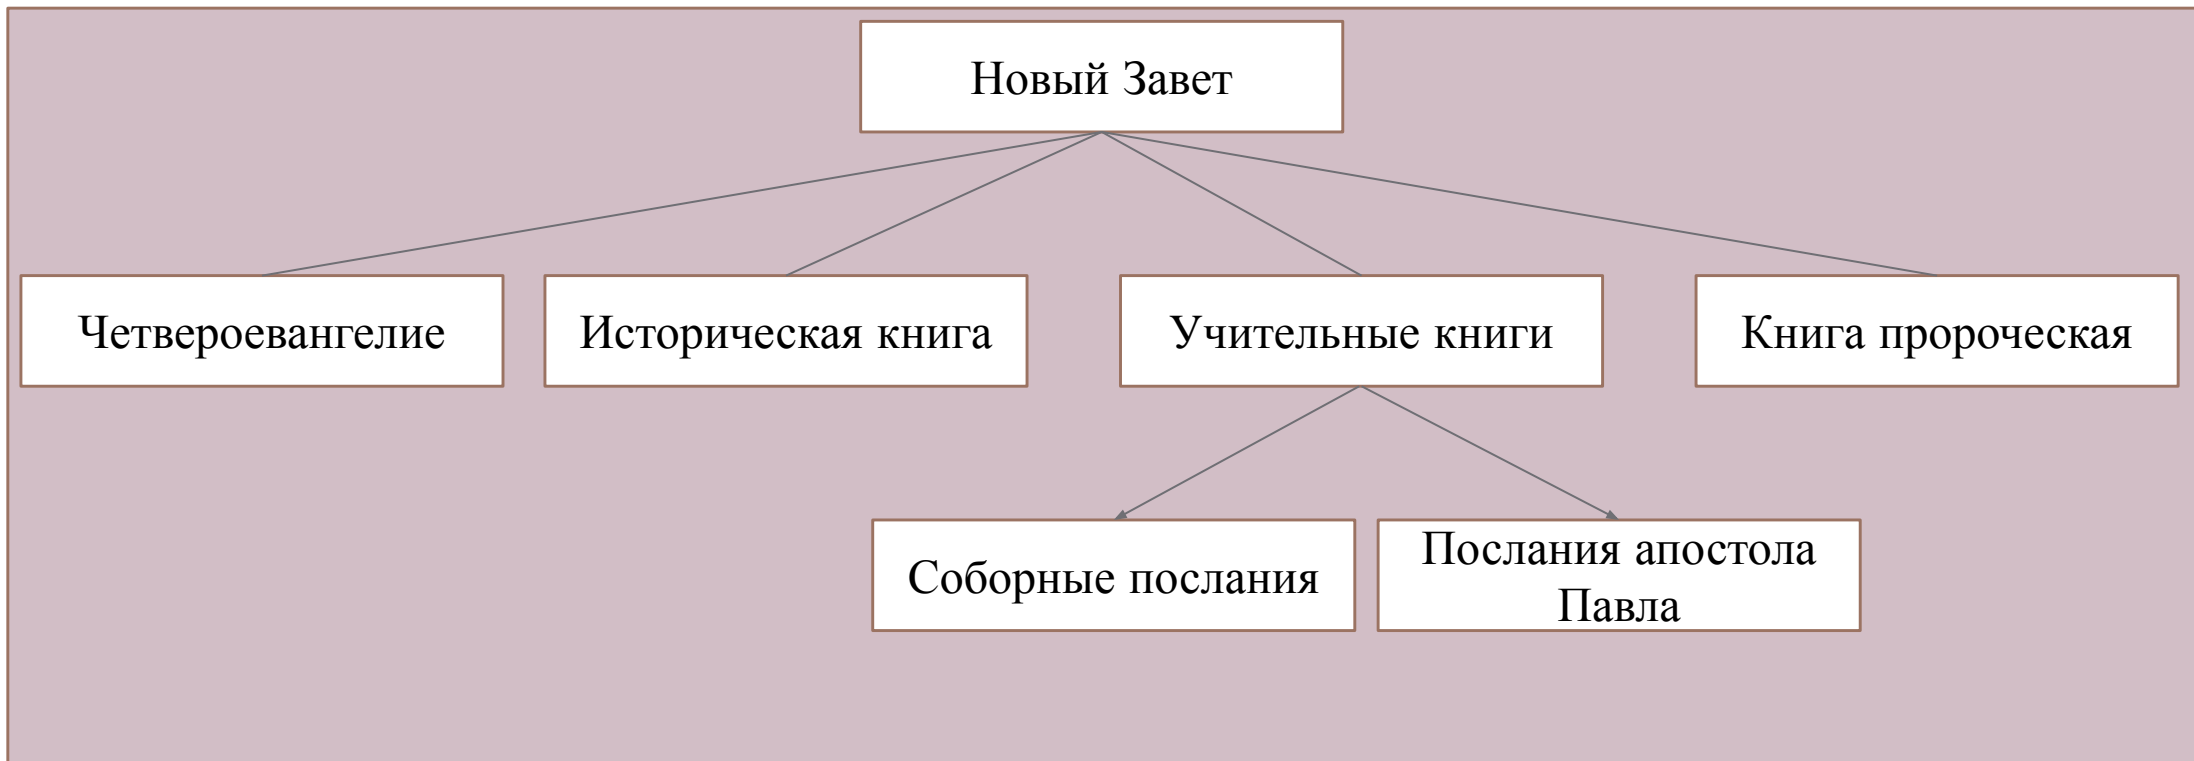 Новый Завет
Четвероевангелие
Историческая книга
Учительные книги
Книга пророческая
Соборные послания
Послания апостола
Павла